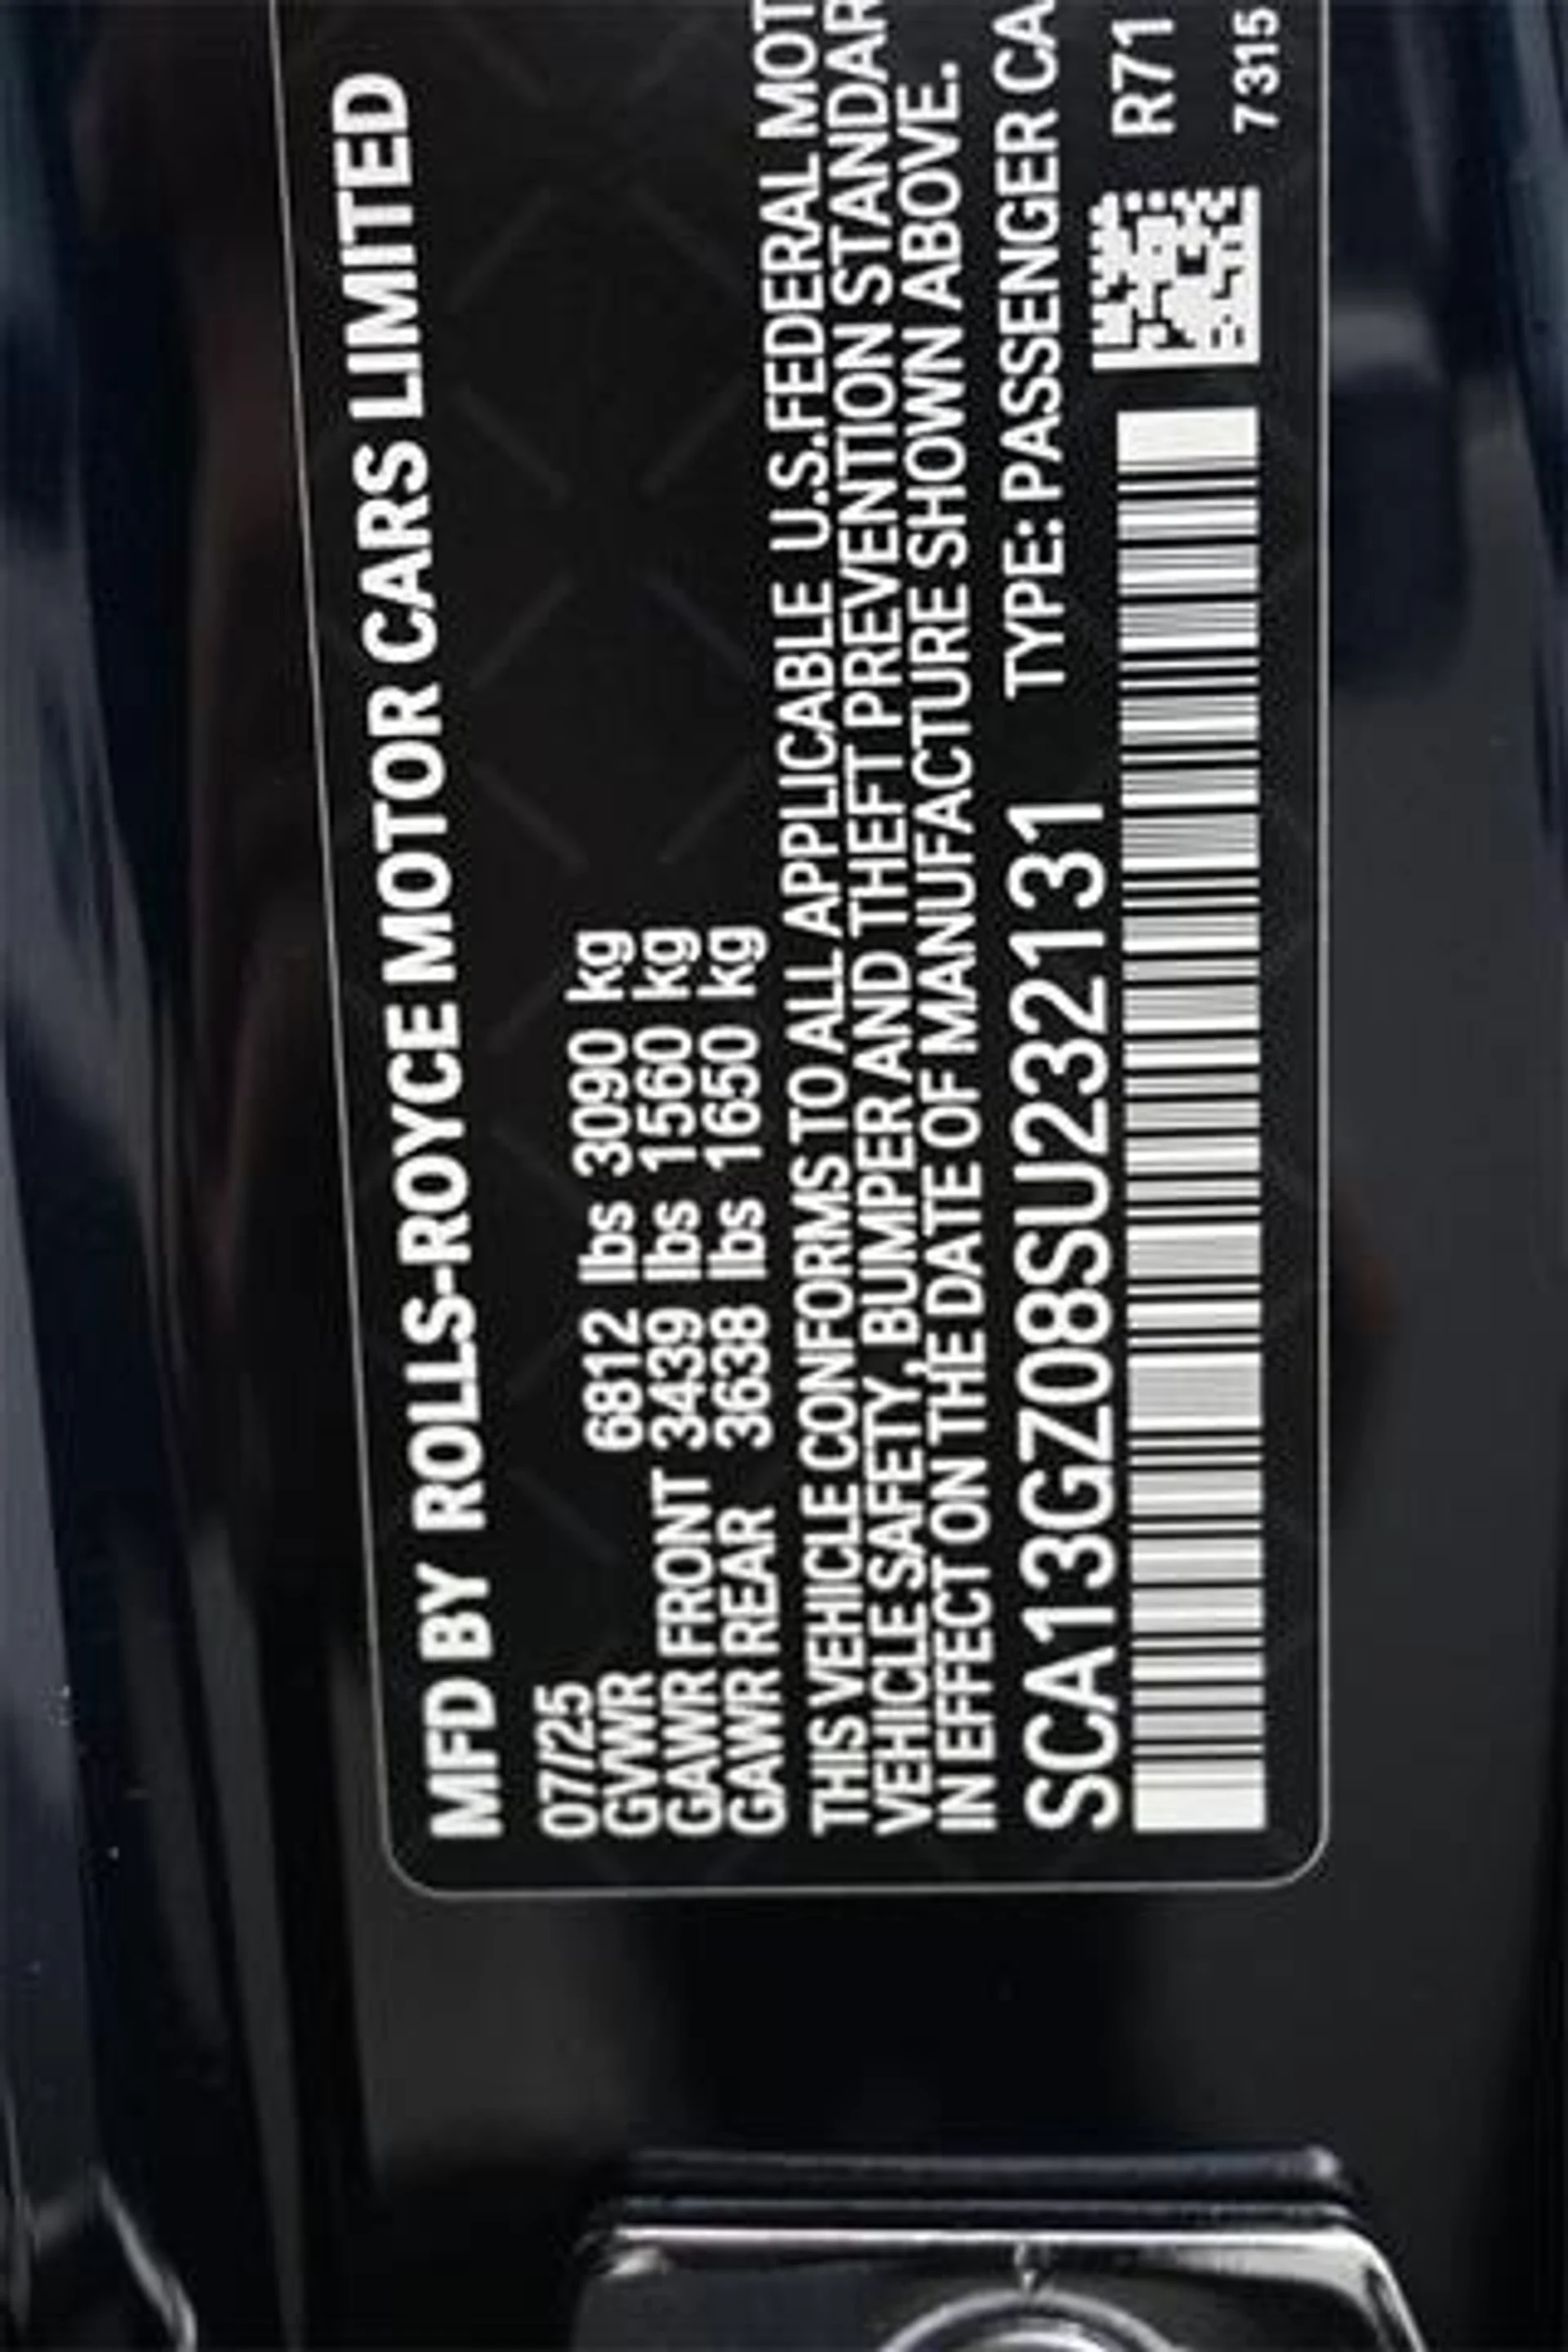 MFD BY ROLLS-ROYCE MOTOR CARS LIMITED
07/25
GVWR 6812 lbs 3090 kg
GAWR FRONT 3439 lbs 1560 kg
GAWR REAR 3638 lbs 1650 kg
THIS VEHICLE CONFORMS TO ALL APPLICABLE U.S.FEDERAL MOT
VEHICLE SAFETY, BUMPER AND THEFT PREVENTION STANDAR
IN EFFECT ON THE DATE OF MANUFACTURE SHOWN ABOVE.
SCA13GZ08SU232131 TYPE: PASSENGER CA
R71
7315